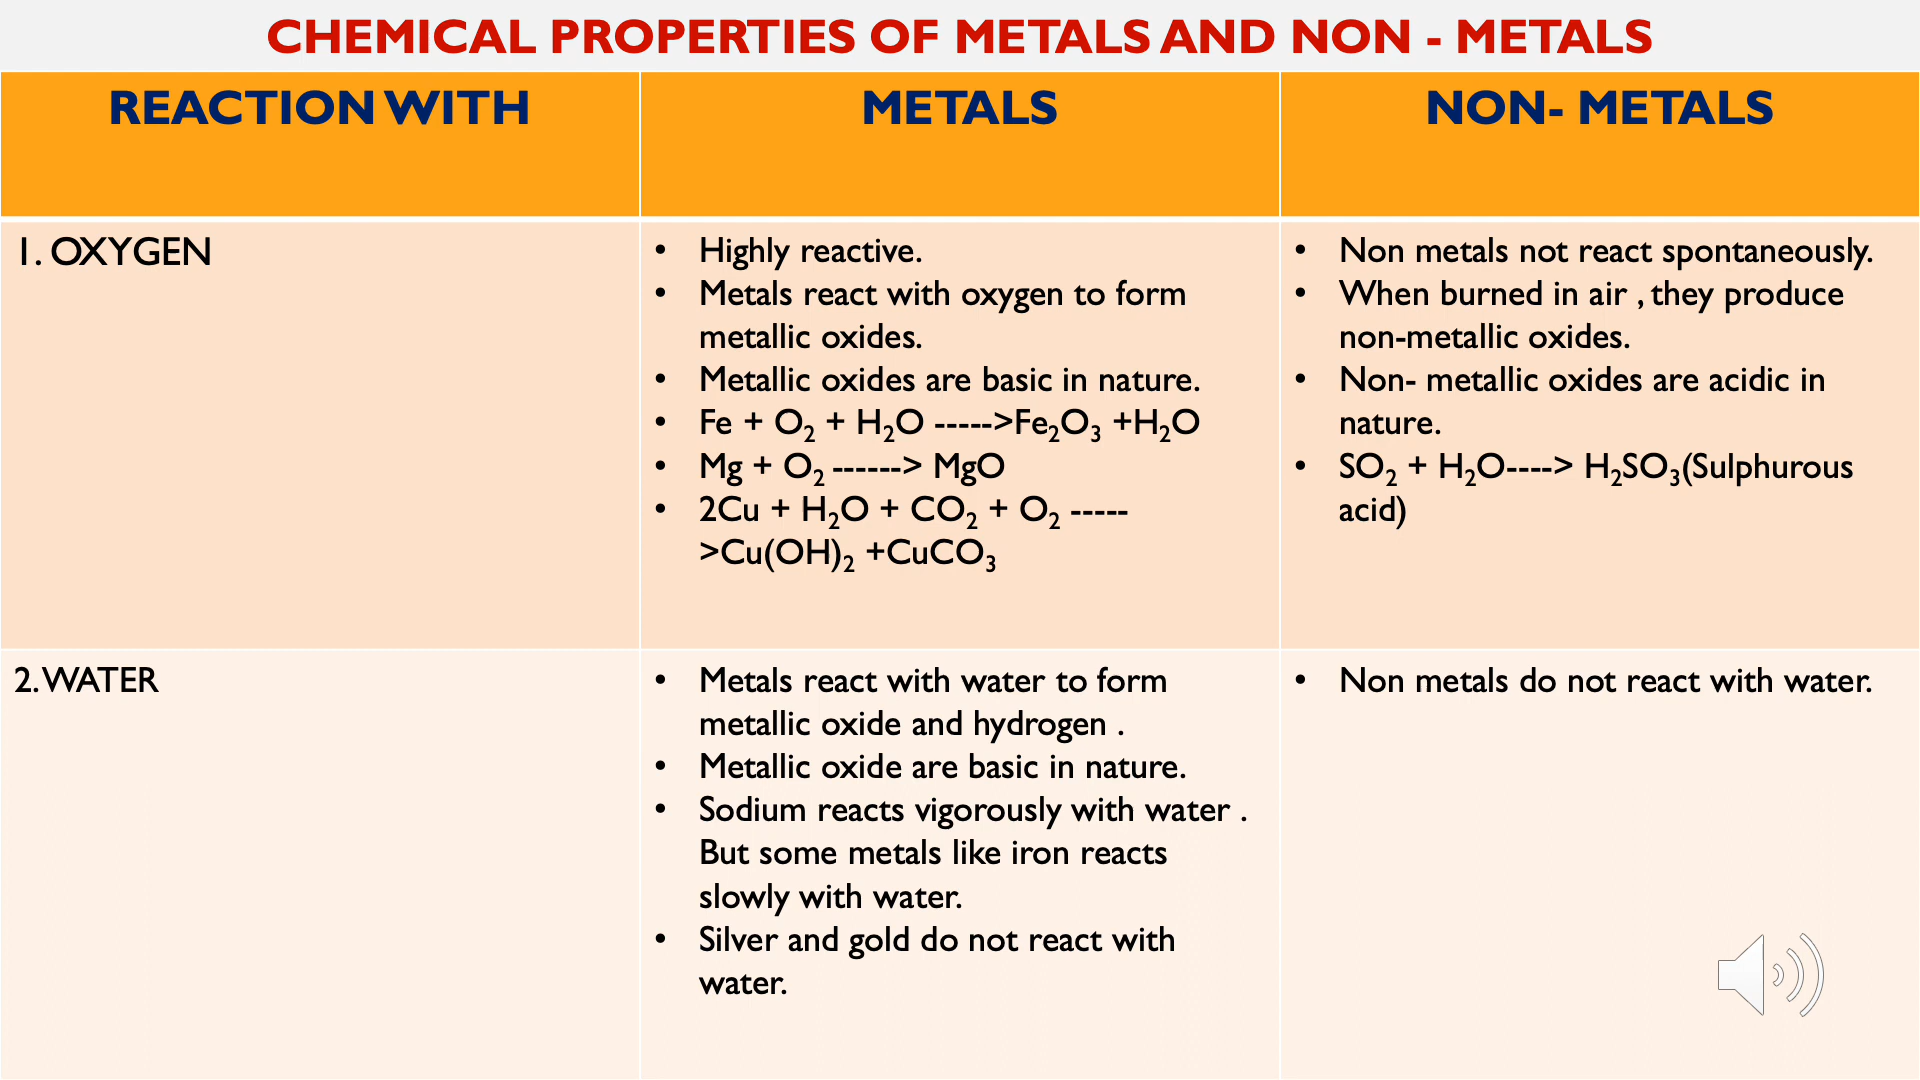 CHEMICAL PROPERTIES OF METALS AND NON - METALS
REACTION WITH
METALS
NON- METALS
1. OXYGEN
• Highly reactive.
• Metals react with oxygen to form
metallic oxides.
• Metallic oxides are basic in nature.
• Fe + O₂ + H₂O ----->Fe₂O₃ +H₂O
• Mg + O₂ ------> MgO
• 2Cu + H₂O + CO₂ + O₂ -----
>Cu(OH)₂ +CuCO₃
• Non metals not react spontaneously.
• When burned in air , they produce
non-metallic oxides.
• Non- metallic oxides are acidic in
nature.
• SO₂ + H₂O----> H₂SO₃(Sulphurous
acid)
2. WATER
• Metals react with water to form
metallic oxide and hydrogen .
• Metallic oxide are basic in nature.
• Sodium reacts vigorously with water .
But some metals like iron reacts
slowly with water.
• Silver and gold do not react with
water.
• Non metals do not react with water.